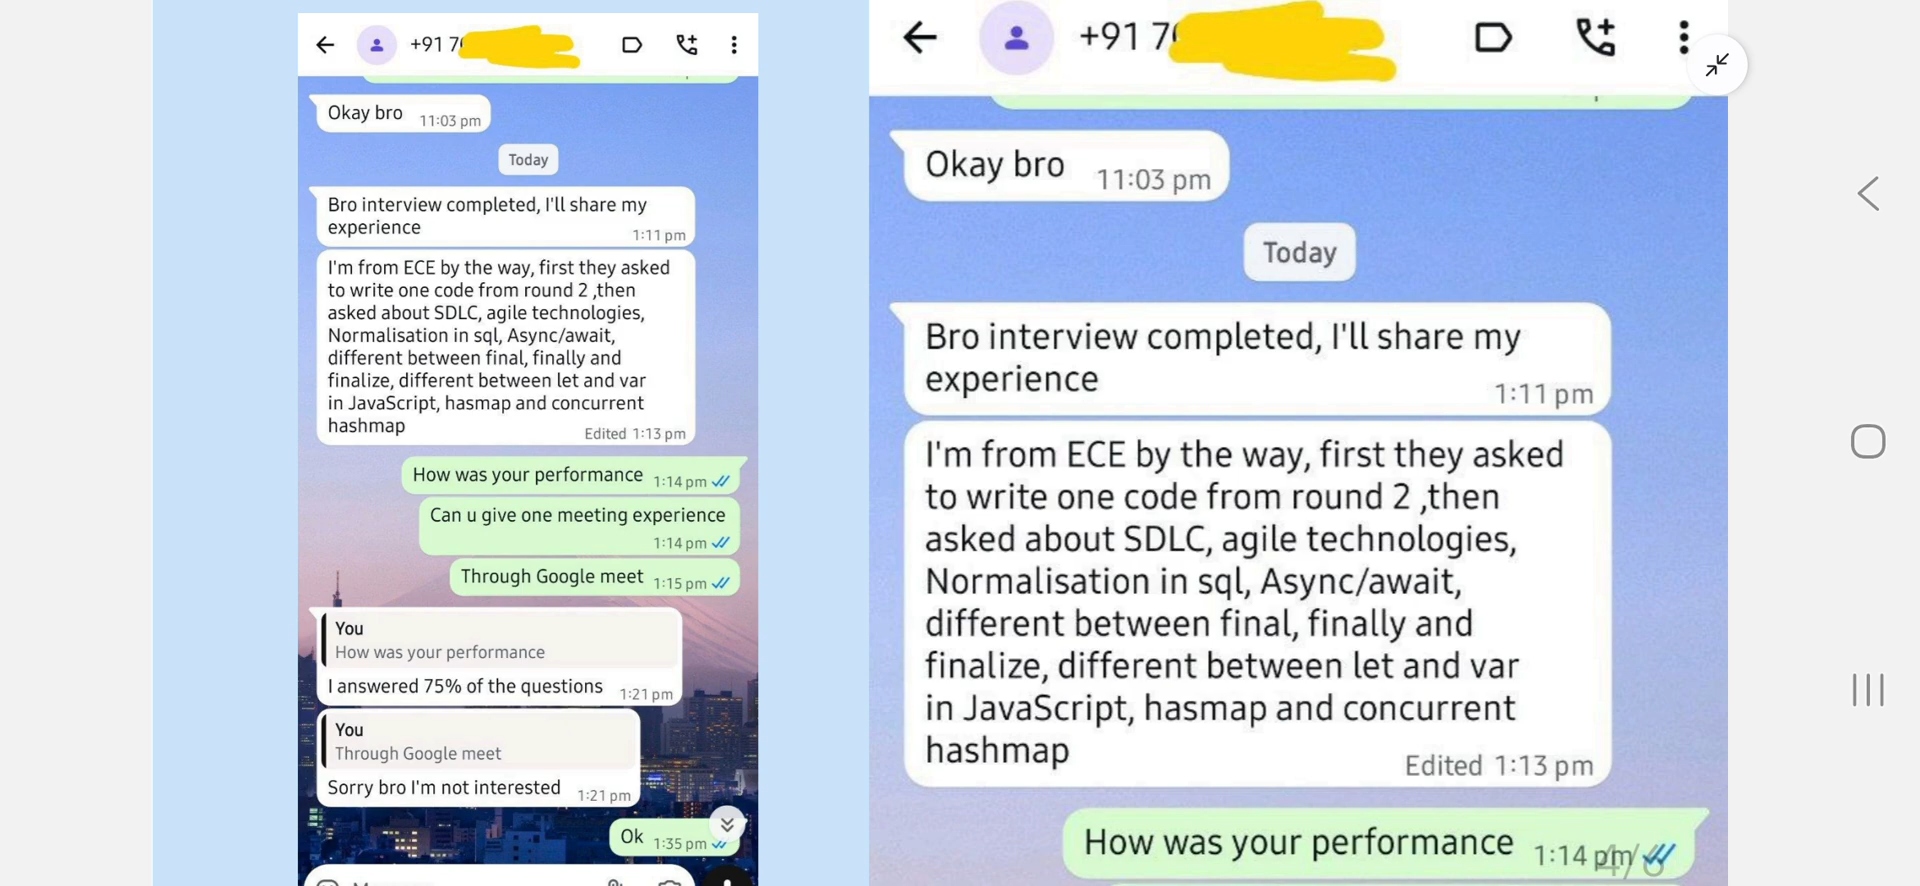 +91 7
Okay bro 11:03 pm
Today
Bro interview completed, I'll share my
experience
1:11 pm
I'm from ECE by the way, first they asked
to write one code from round 2 ,then
asked about SDLC, agile technologies,
Normalisation in sql, Async/await,
different between final, finally and
finalize, different between let and var
in JavaScript, hasmap and concurrent
hashmap
Edited 1:13 pm
How was your performance 1:14 pm
Can u give one meeting experience
1:14 pm
Through Google meet 1:15 pm
You
How was your performance
I answered 75% of the questions 1:21 pm
You
Through Google meet
Sorry bro I'm not interested 1:21 pm
Ok 1:35 pm
+91 7
Okay bro 11:03 pm
Today
Bro interview completed, I'll share my
experience
1:11 pm
I'm from ECE by the way, first they asked
to write one code from round 2 ,then
asked about SDLC, agile technologies,
Normalisation in sql, Async/await,
different between final, finally and
finalize, different between let and var
in JavaScript, hasmap and concurrent
hashmap
Edited 1:13 pm
How was your performance 1:14 pm
4/6